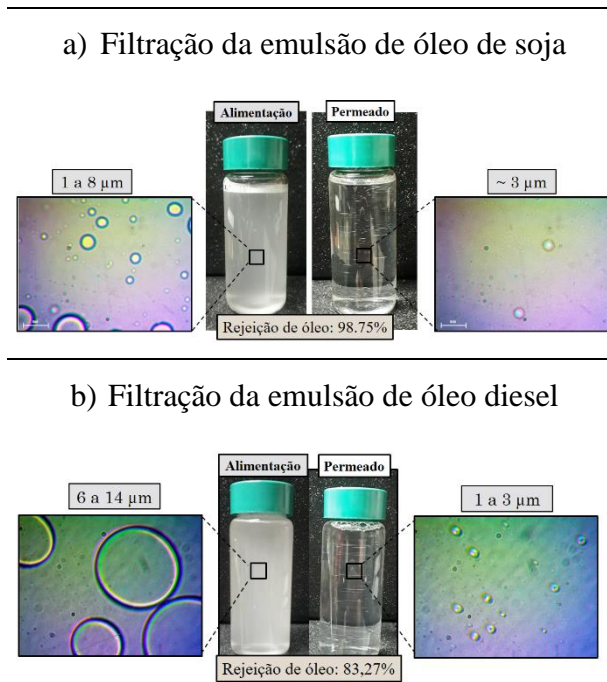 a) Filtração da emulsão de óleo de soja
Alimentação
Permeado
1 a 8 µm
~ 3 µm
Rejeição de óleo: 98.75%
b) Filtração da emulsão de óleo diesel
Alimentação
Permeado
6 a 14 µm
1 a 3 µm
Rejeição de óleo: 83,27%